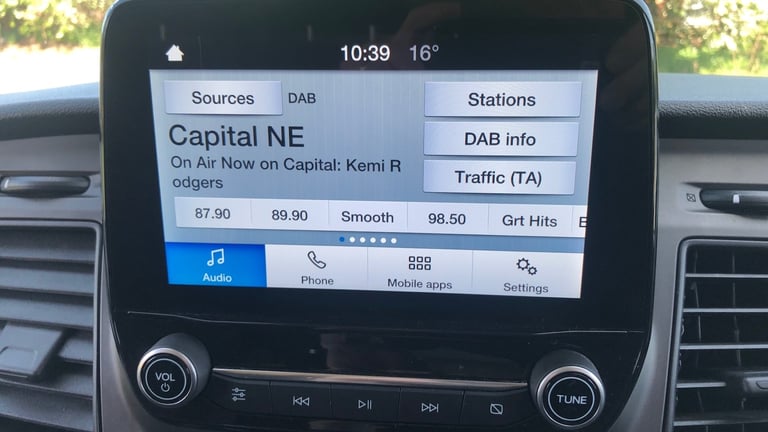 10:39 16°
Sources DAB Stations
Capital NE
DAB info
On Air Now on Capital: Kemi R
odgers
Traffic (TA)
87.90 89.90 Smooth 98.50 Grt Hits
Audio Phone Mobile apps Settings
VOL
TUNE